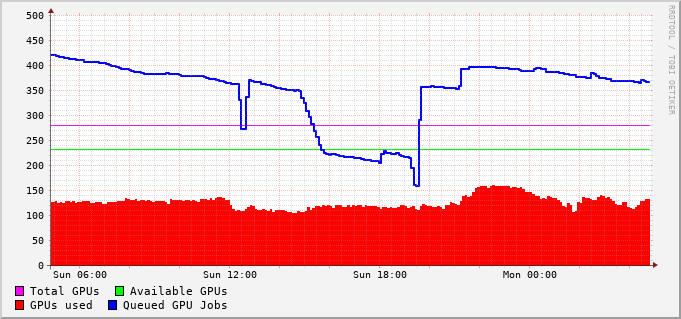 500
450
400
350
300
250
200
150
100
50
0
Sun 06:00 Sun 12:00 Sun 18:00 Mon 00:00
Total GPUs Available GPUs
GPUs used Queued GPU Jobs
RRDTOOL / TOBI OETIKER